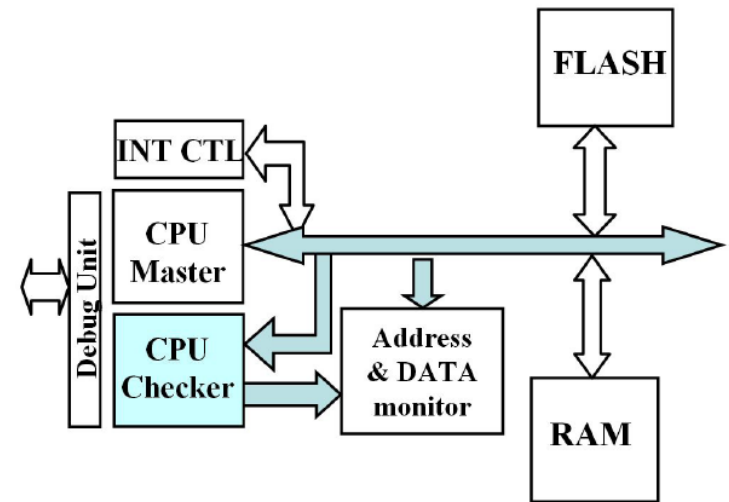 FLASH
INT CTL
CPU
Master
Debug Unit
CPU
Checker
Address
& DATA
monitor
RAM